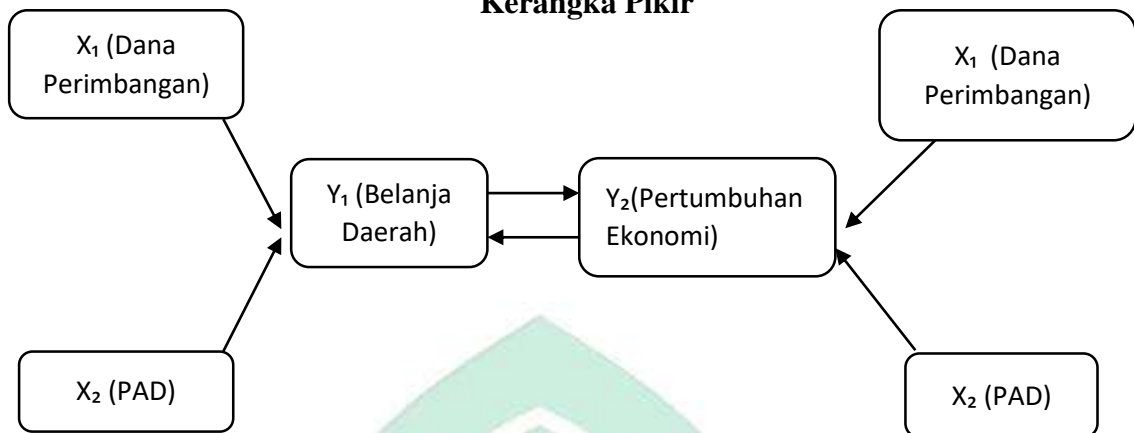 Kerangka Pikir
X₁ (Dana
Perimbangan)
X₁ (Dana
Perimbangan)
Y₁ (Belanja
Daerah)
Y₂(Pertumbuhan
Ekonomi)
X₂ (PAD)
X₂ (PAD)